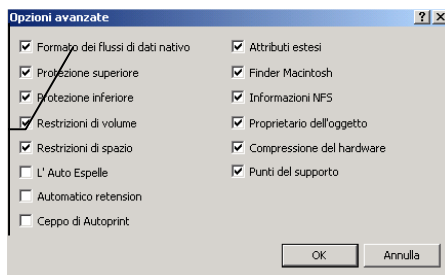 Opzioni avanzate
Formato dei flussi di dati nativo
Protezione superiore
Protezione inferiore
Restrizioni di volume
Restrizioni di spazio
L' Auto Espelle
Automatico retension
Ceppo di Autoprint
Attributi estesi
Finder Macintosh
Informazioni NFS
Proprietario dell'oggetto
Compressione del hardware
Punti del supporto
OK
Annulla